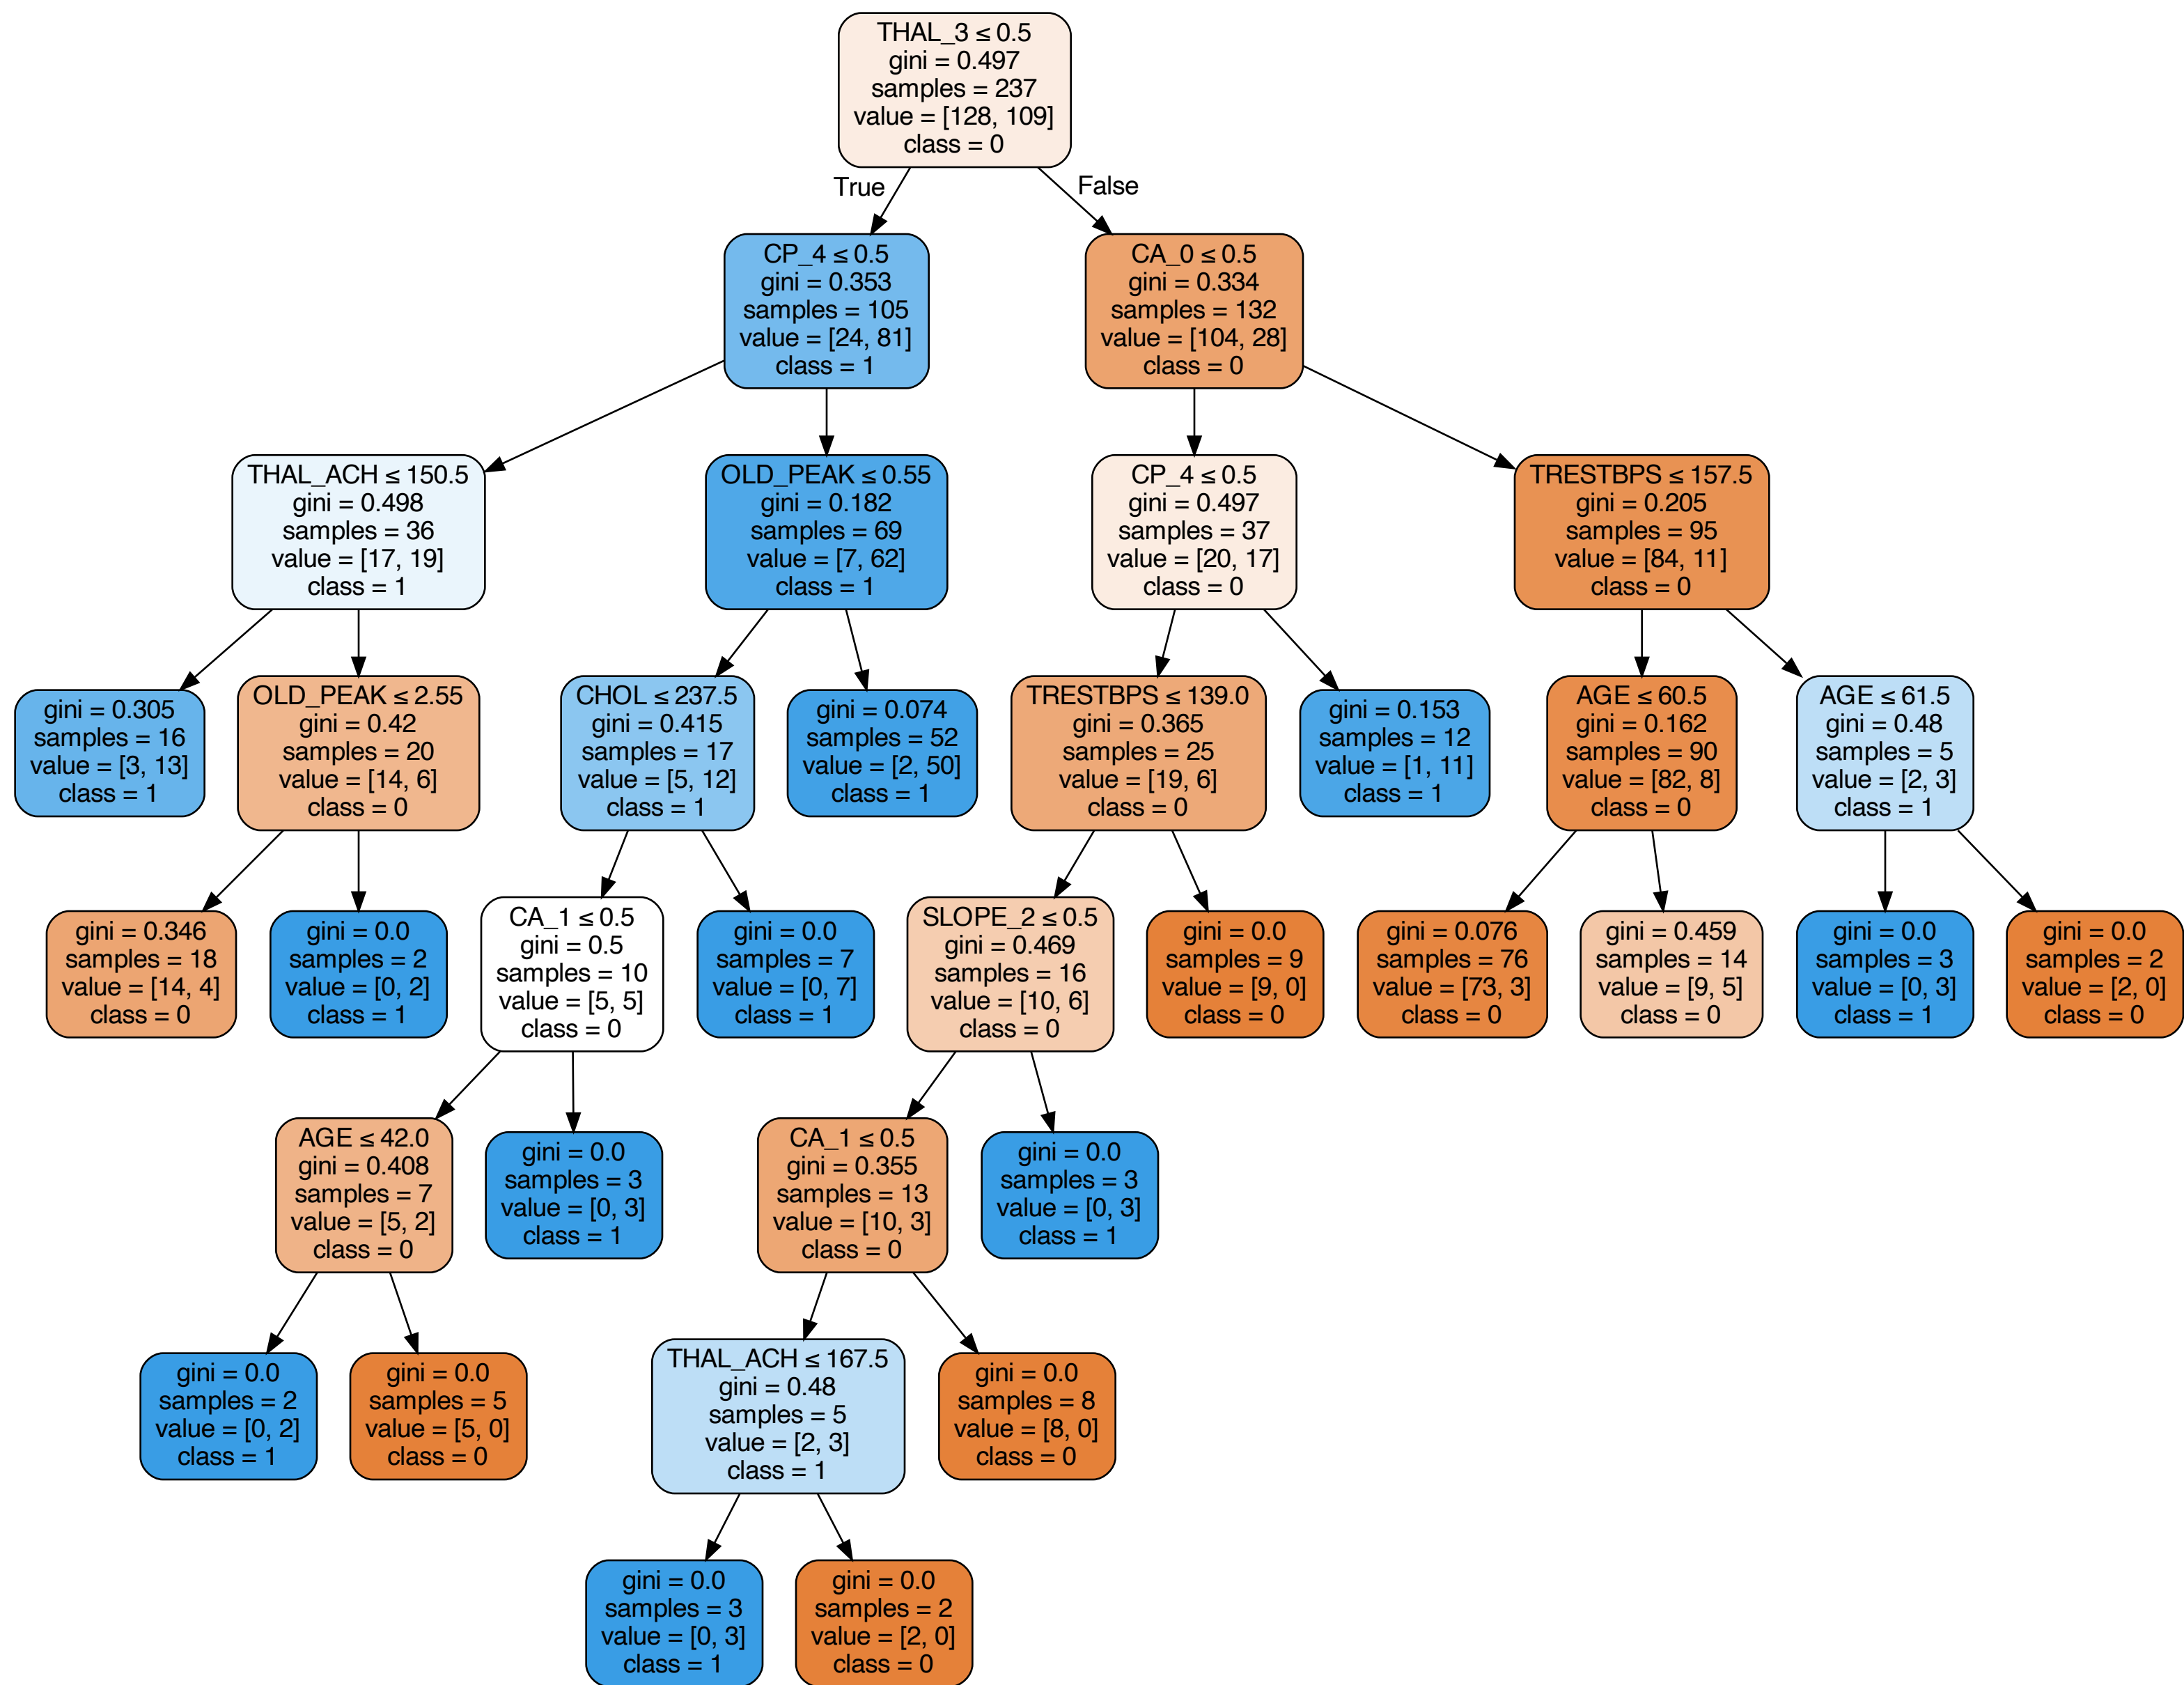 THAL_3 ≤ 0.5
gini = 0.497
samples = 237
value = [128, 109]
class = 0
True
False
CP_4 ≤ 0.5
gini = 0.353
samples = 105
value = [24, 81]
class = 1
CA_0 ≤ 0.5
gini = 0.334
samples = 132
value = [104, 28]
class = 0
THAL_ACH ≤ 150.5
gini = 0.498
samples = 36
value = [17, 19]
class = 1
OLD_PEAK ≤ 0.55
gini = 0.182
samples = 69
value = [7, 62]
class = 1
CP_4 ≤ 0.5
gini = 0.497
samples = 37
value = [20, 17]
class = 0
TRESTBPS ≤ 157.5
gini = 0.205
samples = 95
value = [84, 11]
class = 0
gini = 0.305
samples = 16
value = [3, 13]
class = 1
OLD_PEAK ≤ 2.55
gini = 0.42
samples = 20
value = [14, 6]
class = 0
CHOL ≤ 237.5
gini = 0.415
samples = 17
value = [5, 12]
class = 1
gini = 0.074
samples = 52
value = [2, 50]
class = 1
TRESTBPS ≤ 139.0
gini = 0.365
samples = 25
value = [19, 6]
class = 0
gini = 0.153
samples = 12
value = [1, 11]
class = 1
AGE ≤ 60.5
gini = 0.162
samples = 90
value = [82, 8]
class = 0
AGE ≤ 61.5
gini = 0.48
samples = 5
value = [2, 3]
class = 1
gini = 0.346
samples = 18
value = [14, 4]
class = 0
gini = 0.0
samples = 2
value = [0, 2]
class = 1
CA_1 ≤ 0.5
gini = 0.5
samples = 10
value = [5, 5]
class = 0
gini = 0.0
samples = 7
value = [0, 7]
class = 1
SLOPE_2 ≤ 0.5
gini = 0.469
samples = 16
value = [10, 6]
class = 0
gini = 0.0
samples = 9
value = [9, 0]
class = 0
gini = 0.076
samples = 76
value = [73, 3]
class = 0
gini = 0.459
samples = 14
value = [9, 5]
class = 0
gini = 0.0
samples = 3
value = [0, 3]
class = 1
gini = 0.0
samples = 2
value = [2, 0]
class = 0
AGE ≤ 42.0
gini = 0.408
samples = 7
value = [5, 2]
class = 0
gini = 0.0
samples = 3
value = [0, 3]
class = 1
CA_1 ≤ 0.5
gini = 0.355
samples = 13
value = [10, 3]
class = 0
gini = 0.0
samples = 3
value = [0, 3]
class = 1
gini = 0.0
samples = 2
value = [0, 2]
class = 1
gini = 0.0
samples = 5
value = [5, 0]
class = 0
THAL_ACH ≤ 167.5
gini = 0.48
samples = 5
value = [2, 3]
class = 1
gini = 0.0
samples = 8
value = [8, 0]
class = 0
gini = 0.0
samples = 3
value = [0, 3]
class = 1
gini = 0.0
samples = 2
value = [2, 0]
class = 0